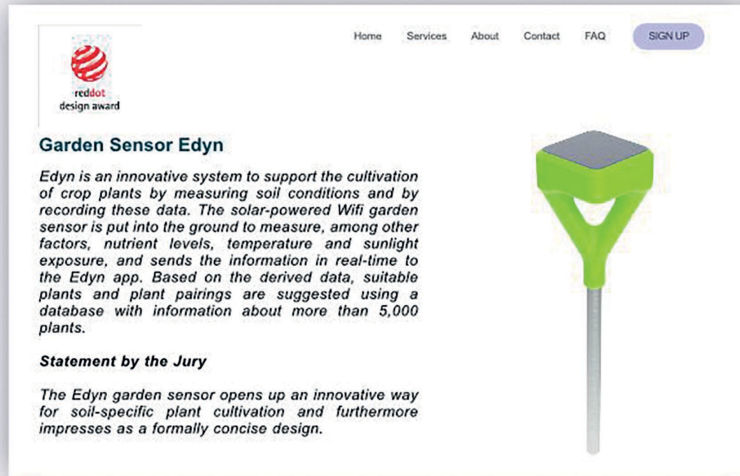 Home Services About Contact FAQ SIGN UP
reddot
design award
Garden Sensor Edyn
Edyn is an innovative system to support the cultivation
of crop plants by measuring soil conditions and by
recording these data. The solar-powered Wifi garden
sensor is put into the ground to measure, among other
factors, nutrient levels, temperature and sunlight
exposure, and sends the information in real-time to
the Edyn app. Based on the derived data, suitable
plants and plant pairings are suggested using a
database with information about more than 5,000
plants.
Statement by the Jury
The Edyn garden sensor opens up an innovative way
for soil-specific plant cultivation and furthermore
impresses as a formally concise design.